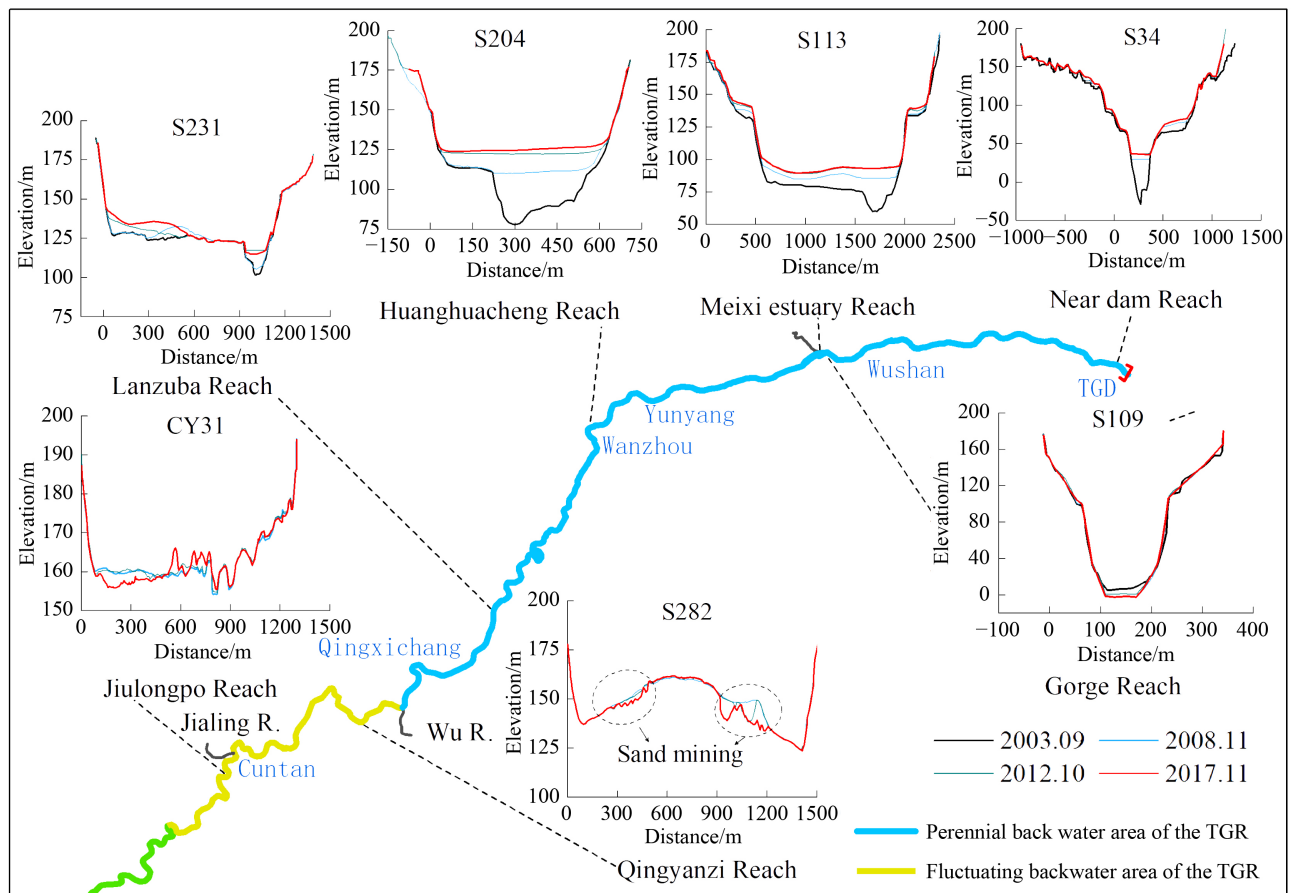 S204
Elevation/m
200
175
150
125
100
75
−150 0 150 300 450 600 750
Distance/m
Huanghuacheng Reach
S113
Elevation/m
200
175
150
125
100
75
50
0 500 1000 1500 2000 2500
Distance/m
Meixi estuary Reach
S34
Elevation/m
200
150
100
50
0
−50
−1000 −500 0 500 1000 1500
Distance/m
Near dam Reach
S231
Elevation/m
200
175
150
125
100
75
0 300 600 900 1200 1500
Distance/m
Lanzuba Reach
Wushan
TGD
Yunyang
Wanzhou
CY31
Elevation/m
200
190
180
170
160
150
0 300 600 900 1200 1500
Distance/m
S109
Elevation/m
200
160
120
80
40
0
−100 0 100 200 300 400
Distance/m
Gorge Reach
Qingxichang
Jiulongpo Reach
Jialing R.
Cuntan
Wu R.
S282
Elevation/m
200
175
150
125
100
Sand mining
0 300 600 900 1200 1500
Distance/m
Qingyanzi Reach
2003.09 2008.11
2012.10 2017.11
Perennial back water area of the TGR
Fluctuating backwater area of the TGR